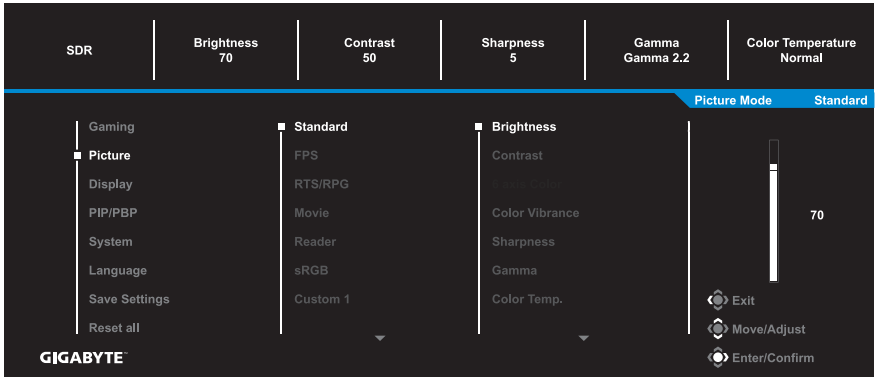 SDR
Brightness
70
Contrast
50
Sharpness
5
Gamma
Gamma 2.2
Color Temperature
Normal
Picture Mode Standard
Gaming
Picture
Display
PIP/PBP
System
Language
Save Settings
Reset all
Standard
FPS
RTS/RPG
Movie
Reader
sRGB
Custom 1
Brightness
Contrast
Color Vibrance
Sharpness
Gamma
Color Temp.
70
Exit
Move/Adjust
Enter/Confirm
GIGABYTE™